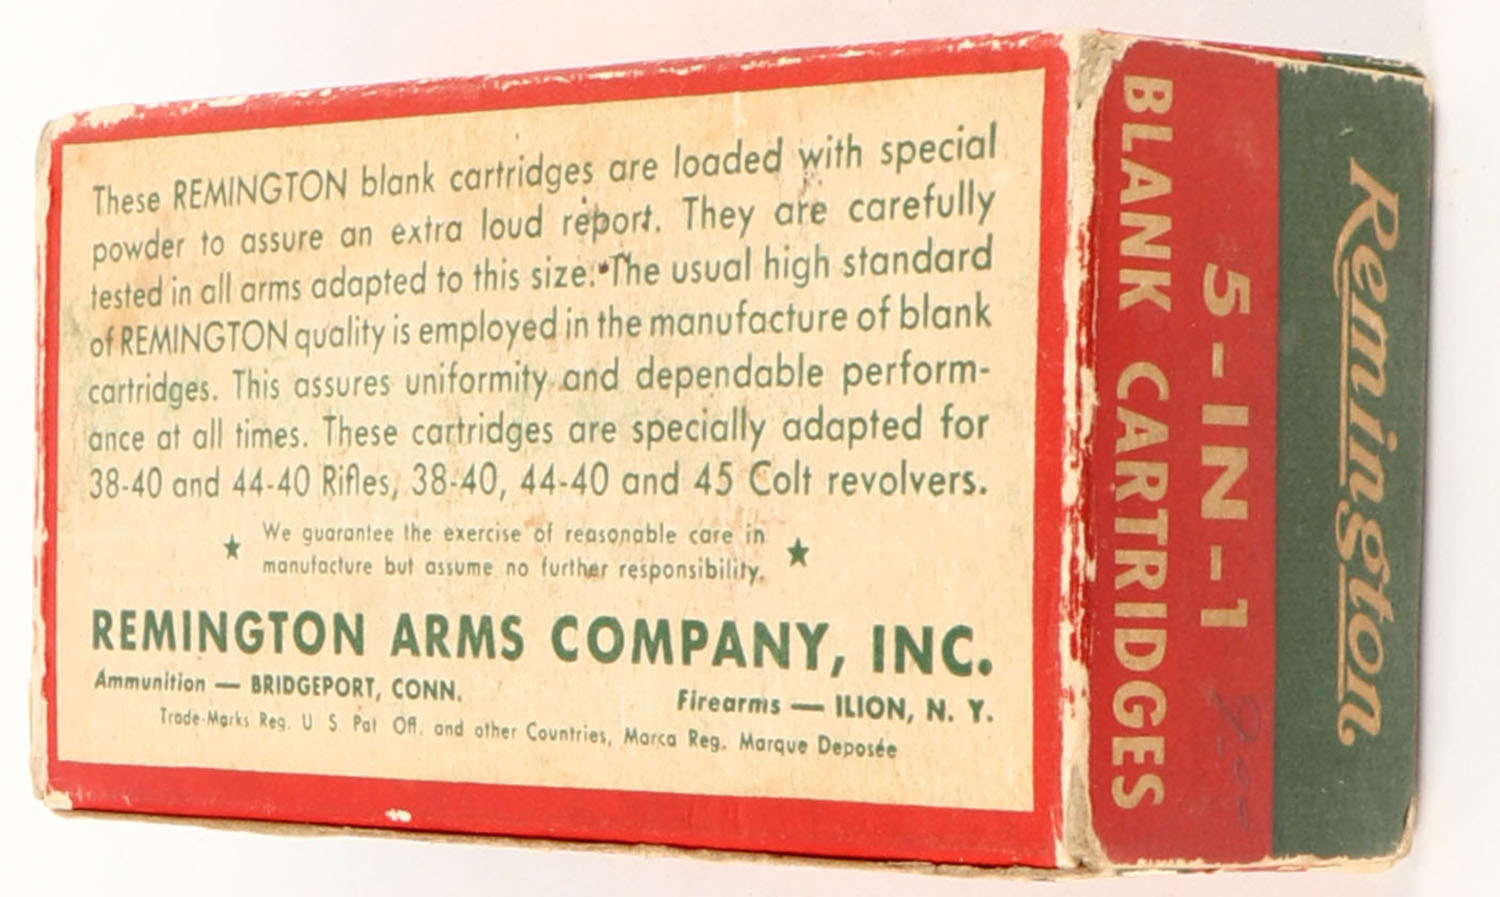 These REMINGTON blank cartridges are loaded with special
powder to assure an extra loud report. They are carefully
tested in all arms adapted to this size. The usual high standard
of REMINGTON quality is employed in the manufacture of blank
cartridges. This assures uniformity and dependable perform-
ance at all times. These cartridges are specially adapted for
38-40 and 44-40 Rifles, 38-40, 44-40 and 45 Colt revolvers.
We guarantee the exercise of reasonable care in
manufacture but assume no further responsibility.
REMINGTON ARMS COMPANY, INC.
Ammunition — BRIDGEPORT, CONN.
Firearms — ILION, N. Y.
Trade-Marks Reg. U S Pat Off. and other Countries, Marca Reg. Marque Deposée
Remington
5-IN-1
BLANK CARTRIDGES